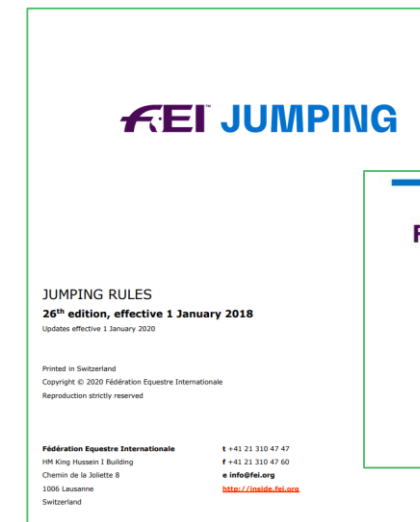 FEI™ JUMPING
F
JUMPING RULES
26th edition, effective 1 January 2018
Updates effective 1 January 2020
Printed in Switzerland
Copyright © 2020 Fédération Equestre Internationale
Reproduction strictly reserved
Fédération Equestre Internationale
HM King Hussein I Building
Chemin de la Joliette 8
1006 Lausanne
Switzerland
t +41 21 310 47 47
f +41 21 310 47 60
e info@fei.org
http://inside.fei.org